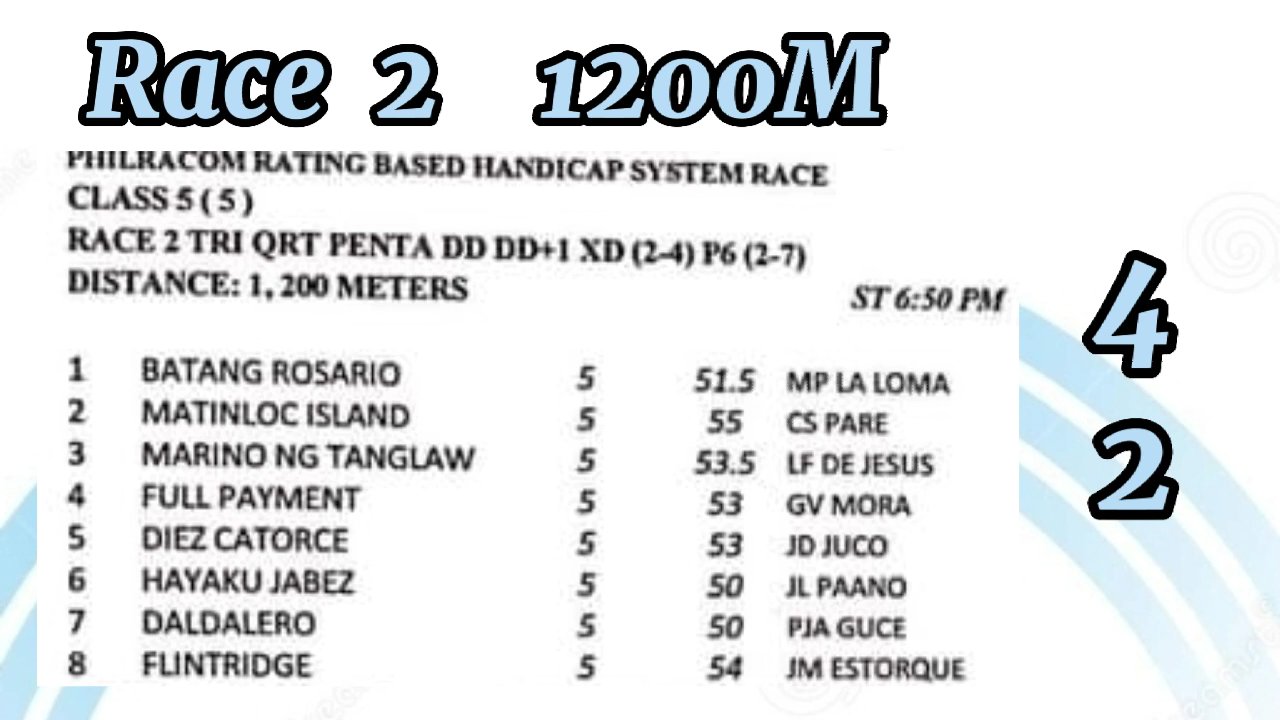 Race 2 1200M
PHILRACOM RATING BASED HANDICAP SYSTEM RACE
CLASS 5 ( 5 )
RACE 2 TRI QRT PENTA DD DD+1 XD (2-4) P6 (2-7)
DISTANCE: 1, 200 METERS
ST 6:50 PM
1 BATANG ROSARIO 5 51.5 MP LA LOMA
2 MATINLOC ISLAND 5 55 CS PARE
3 MARINO NG TANGLAW 5 53.5 LF DE JESUS
4 FULL PAYMENT 5 53 GV MORA
5 DIEZ CATORCE 5 53 JD JUCO
6 HAYAKU JABEZ 5 50 JL PAANO
7 DALDALERO 5 50 PJA GUCE
8 FLINTRIDGE 5 54 JM ESTORQUE
4
2